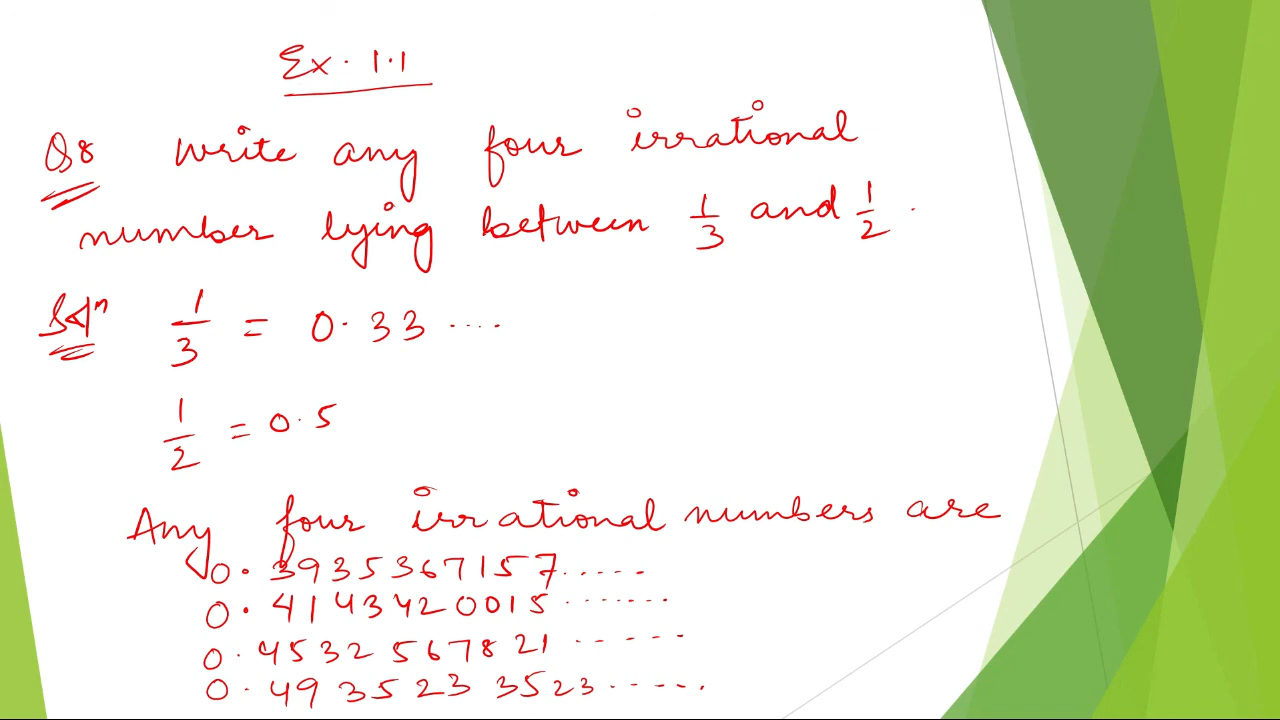 Ex. 1.1
Q8 Write any four irrational
number lying between 1/3 and 1/2.
Solⁿ 1/3 = 0.33 ....
1/2 = 0.5
Any four irrational numbers are
0.3935367157......
0.4143420015.......
0.4532567821.......
0.4935233523......